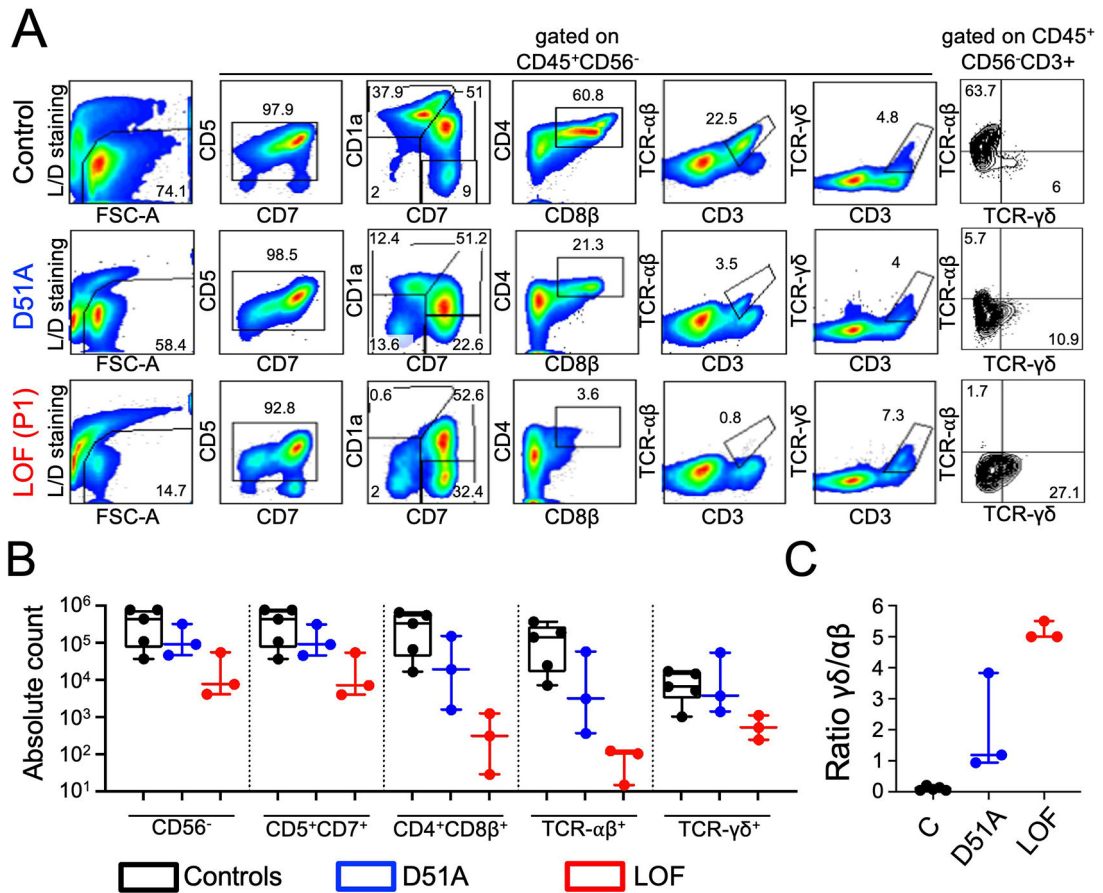 A
gated on
CD45+CD56-
gated on CD45+
CD56-CD3+
Control
L/D staining
74.1
FSC-A
CD5
97.9
CD7
CD1a
37.9
51
2
9
CD7
CD4
60.8
CD8β
TCR-αβ
22.5
CD3
TCR-γδ
4.8
CD3
TCR-αβ
63.7
6
TCR-γδ
D51A
L/D staining
58.4
FSC-A
CD5
98.5
CD7
CD1a
12.4
51.2
13.6
22.6
CD7
CD4
21.3
CD8β
TCR-αβ
3.5
CD3
TCR-γδ
4
CD3
TCR-αβ
5.7
10.9
TCR-γδ
LOF (P1)
L/D staining
14.7
FSC-A
CD5
92.8
CD7
CD1a
0.6
52.6
2
32.4
CD7
CD4
3.6
CD8β
TCR-αβ
0.8
CD3
TCR-γδ
7.3
CD3
TCR-αβ
1.7
27.1
TCR-γδ
B
Absolute count
10^6
10^5
10^4
10^3
10^2
10^1
CD56-
CD5+CD7+
CD4+CD8β+
TCR-αβ+
TCR-γδ+
Controls
D51A
LOF
C
Ratio γδ/αβ
6
5
4
3
2
1
0
C
D51A
LOF